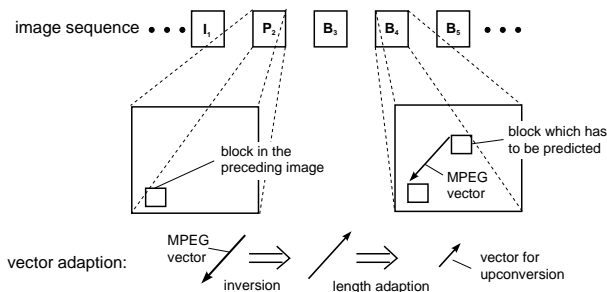 image sequence • • • I₁ P₂ B₃ B₄ B₅ • • •
block in the
preceding image
block which has
to be predicted
MPEG
vector
vector adaption:
MPEG
vector
inversion
length adaption
vector for
upconversion